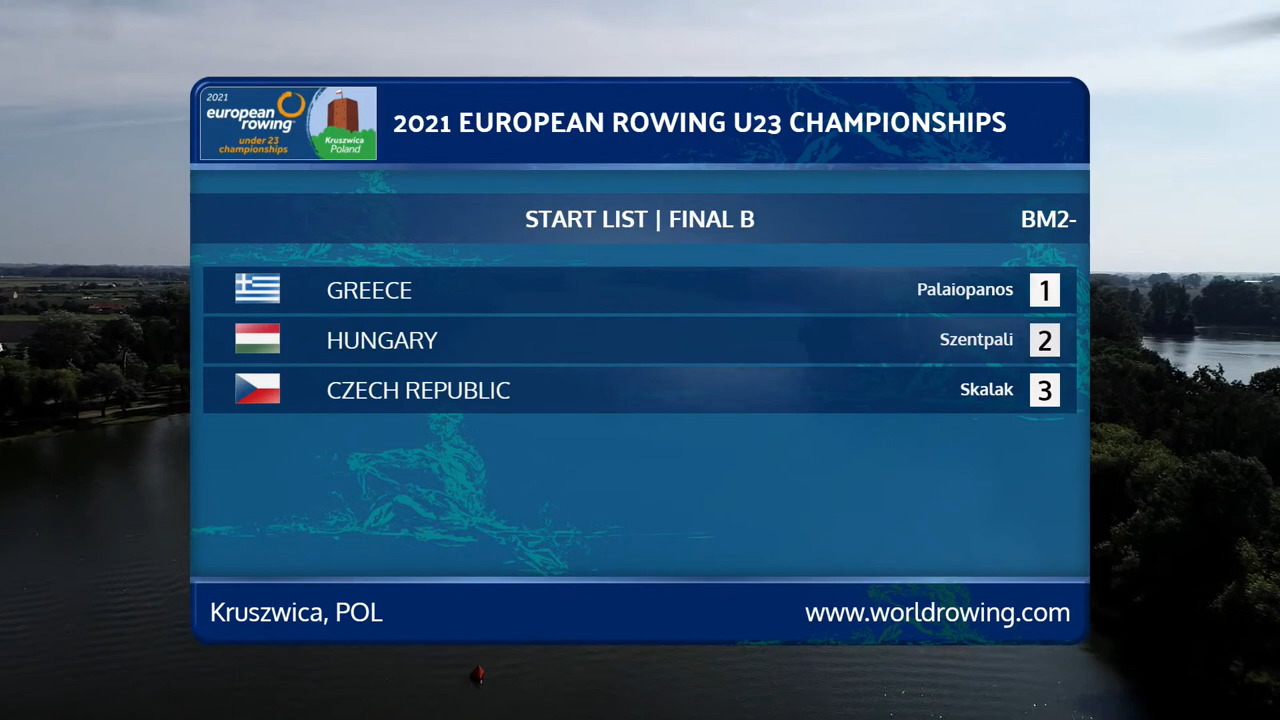 2021
european
rowing
under 23
championships
Kruszwica
Poland
2021 EUROPEAN ROWING U23 CHAMPIONSHIPS
START LIST | FINAL B BM2-
GREECE Palaiopanos 1
HUNGARY Szentpali 2
CZECH REPUBLIC Skalak 3
Kruszwica, POL www.worldrowing.com